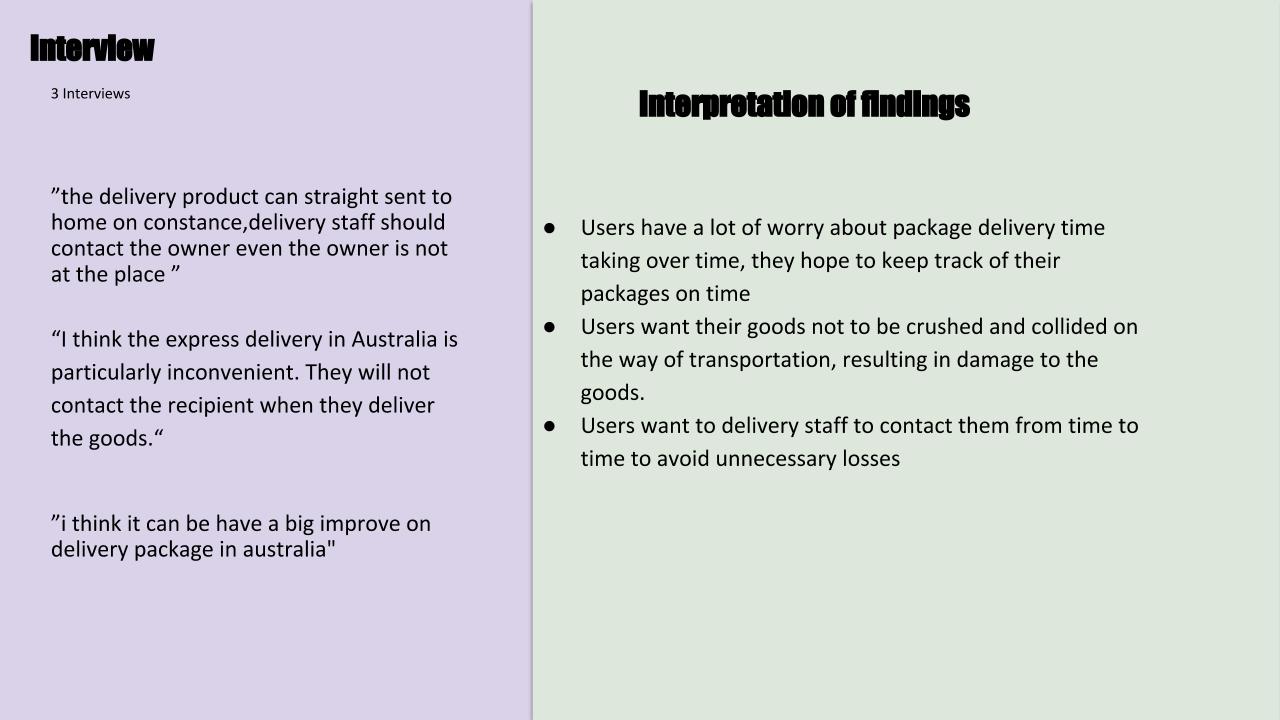 Interview
3 Interviews
”the delivery product can straight sent to
home on constance,delivery staff should
contact the owner even the owner is not
at the place ”
“I think the express delivery in Australia is
particularly inconvenient. They will not
contact the recipient when they deliver
the goods.“
”i think it can be have a big improve on
delivery package in australia"
Interpretation of findings
● Users have a lot of worry about package delivery time
taking over time, they hope to keep track of their
packages on time
● Users want their goods not to be crushed and collided on
the way of transportation, resulting in damage to the
goods.
● Users want to delivery staff to contact them from time to
time to avoid unnecessary losses